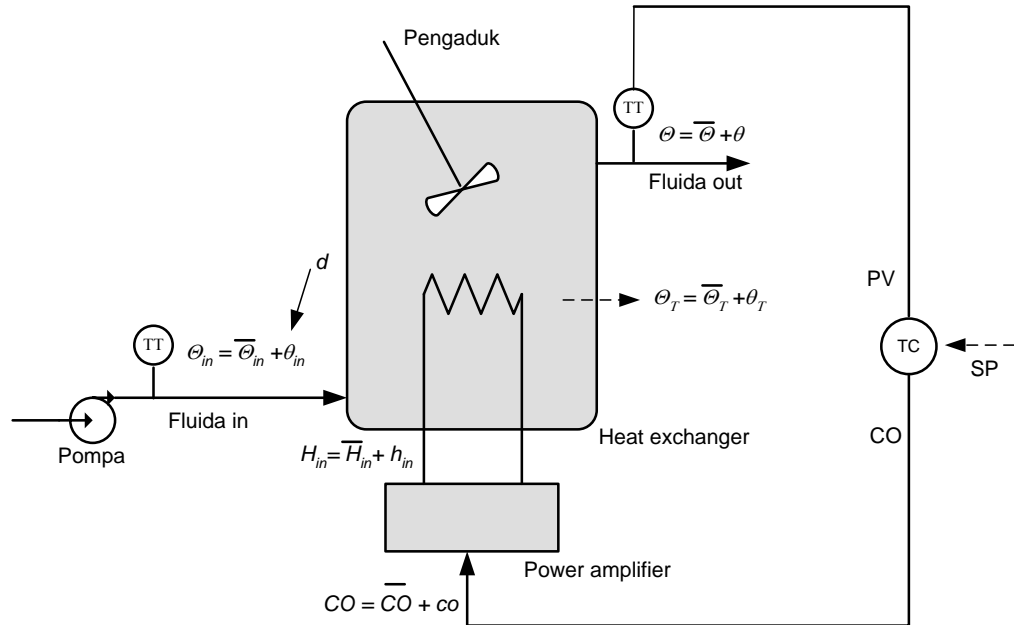 Pengaduk
TT
Θ = Θ̅ + θ
Fluida out
d
Θ_T = Θ̅_T + θ_T
PV
TT
Θ_in = Θ̅_in + θ_in
TC
SP
Fluida in
Pompa
Heat exchanger
CO
H_in = H̅_in + h_in
Power amplifier
CO = C̅O̅ + co